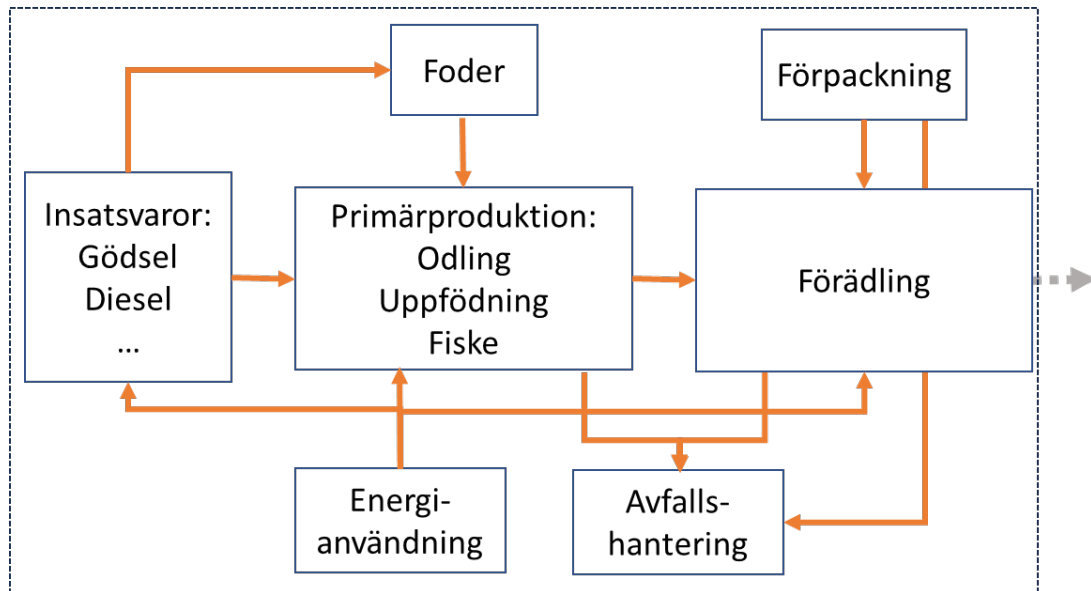 Foder
Förpackning
Insatsvaror:
Gödsel
Diesel
...
Primärproduktion:
Odling
Uppfödning
Fiske
Förädling
Energi-
användning
Avfalls-
hantering